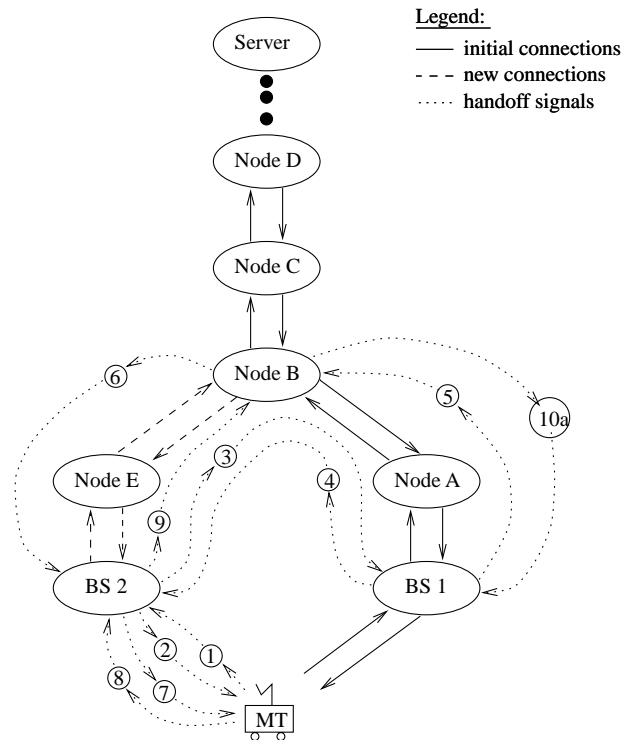 Legend:
initial connections
new connections
handoff signals
Server
Node D
Node C
Node B
6
5
10a
3
4
Node E
Node A
9
BS 2
BS 1
2
1
8
7
MT